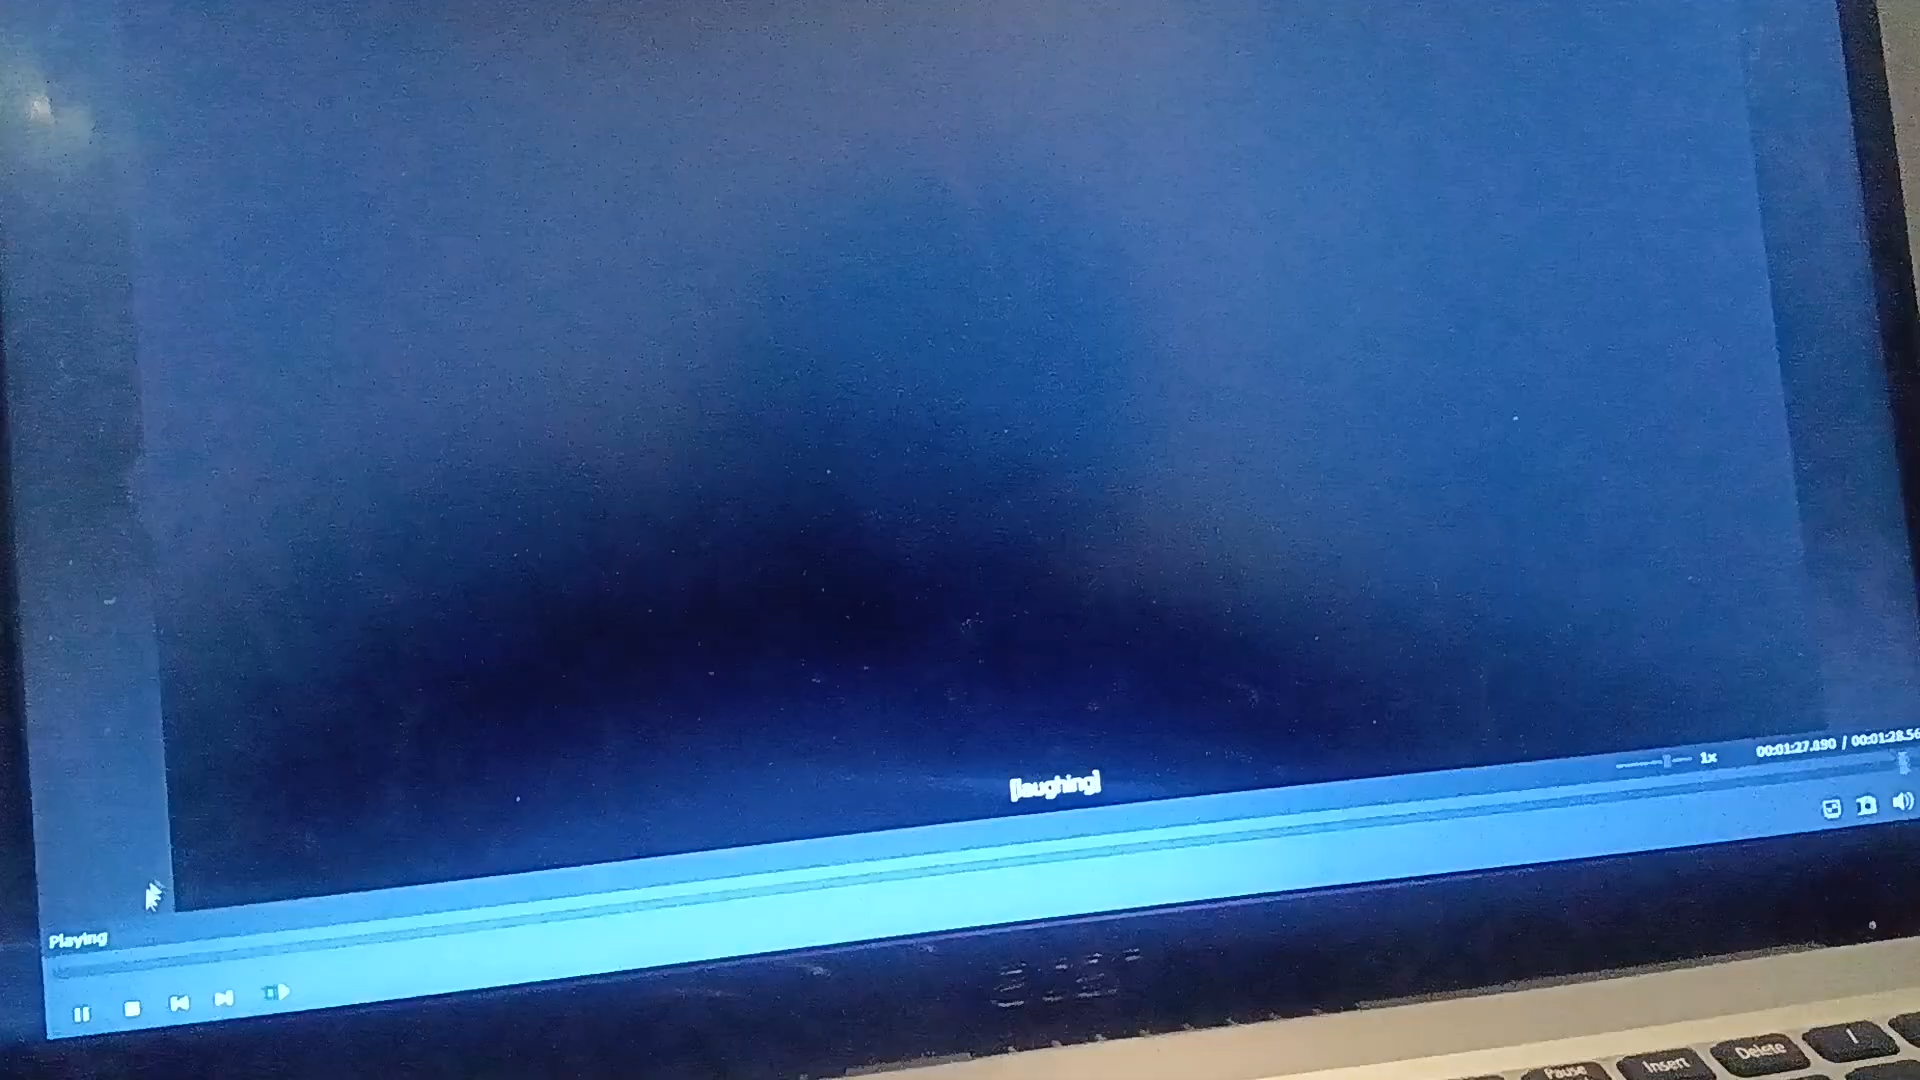 [laughing]
1x
00:01:27.890 / 00:01:28.56
Playing
Pause
Insert
Delete